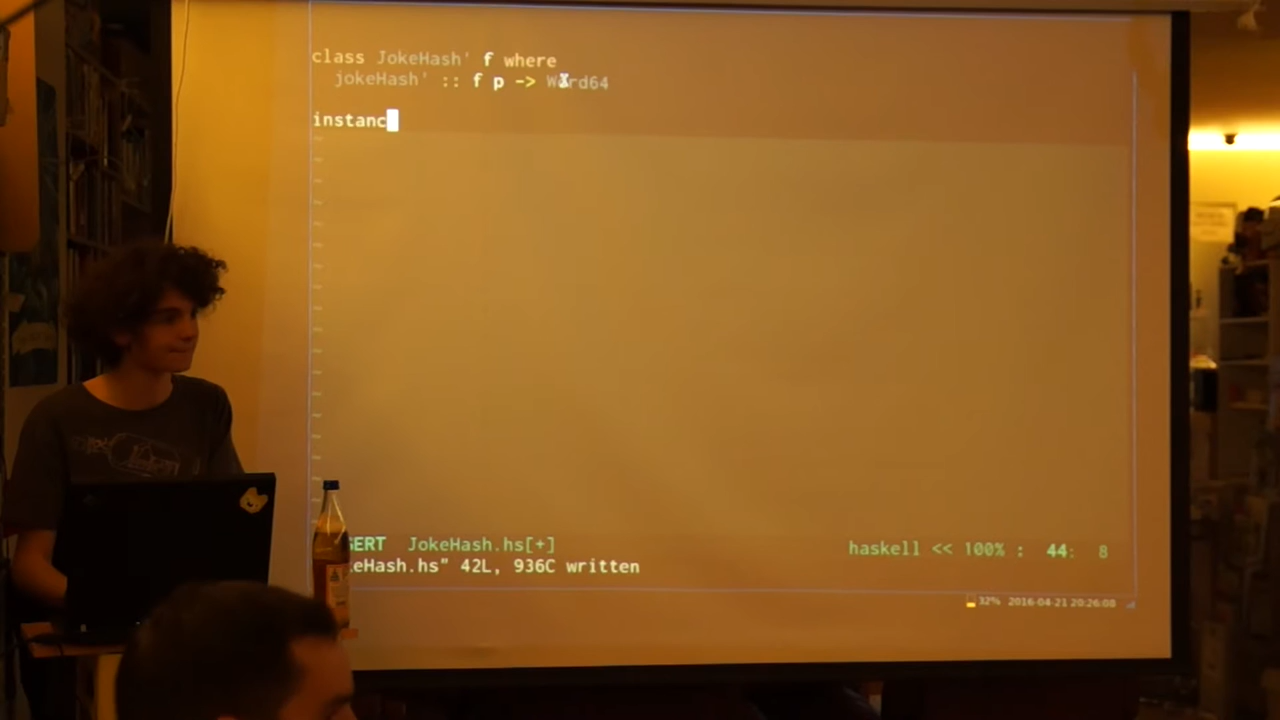 class JokeHash' f where
jokeHash' :: f p -> Word64
instanc
SERT JokeHash.hs[+] haskell << 100% : 44: 8
keHash.hs" 42L, 936C written
32% 2016-04-21 20:26:08